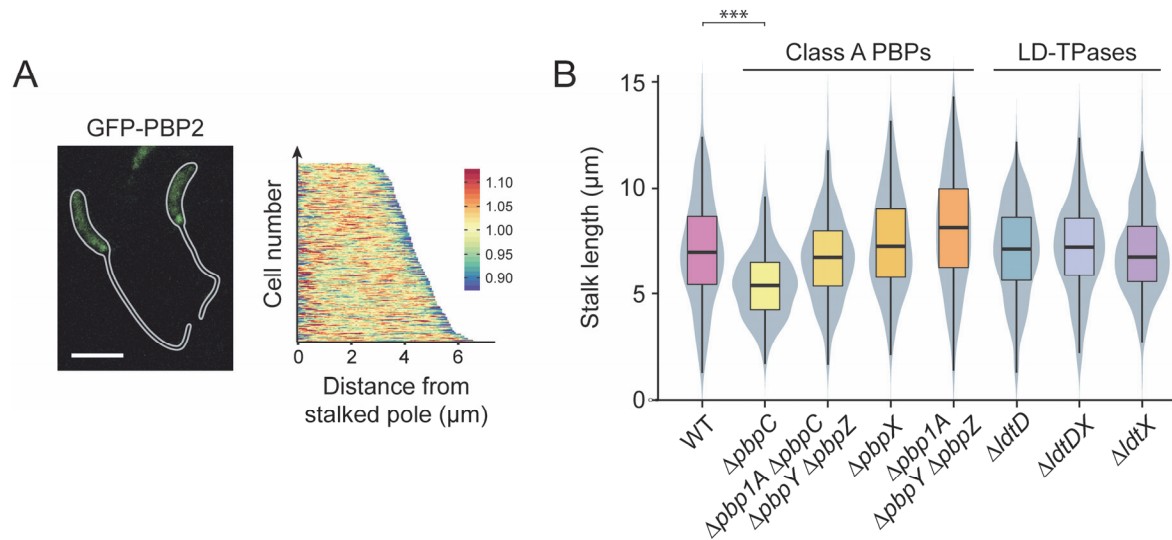 A
GFP-PBP2
Cell number
1.10
1.05
1.00
0.95
0.90
0
2
4
6
Distance from
stalked pole (µm)
B
***
Class A PBPs
LD-TPases
Stalk length (µm)
15
10
5
0
WT
ΔpbpC
Δpbp1A ΔpbpC
ΔpbpY ΔpbpZ
ΔpbpX
Δpbp1A
ΔpbpY ΔpbpZ
ΔldtD
ΔldtDX
ΔldtX